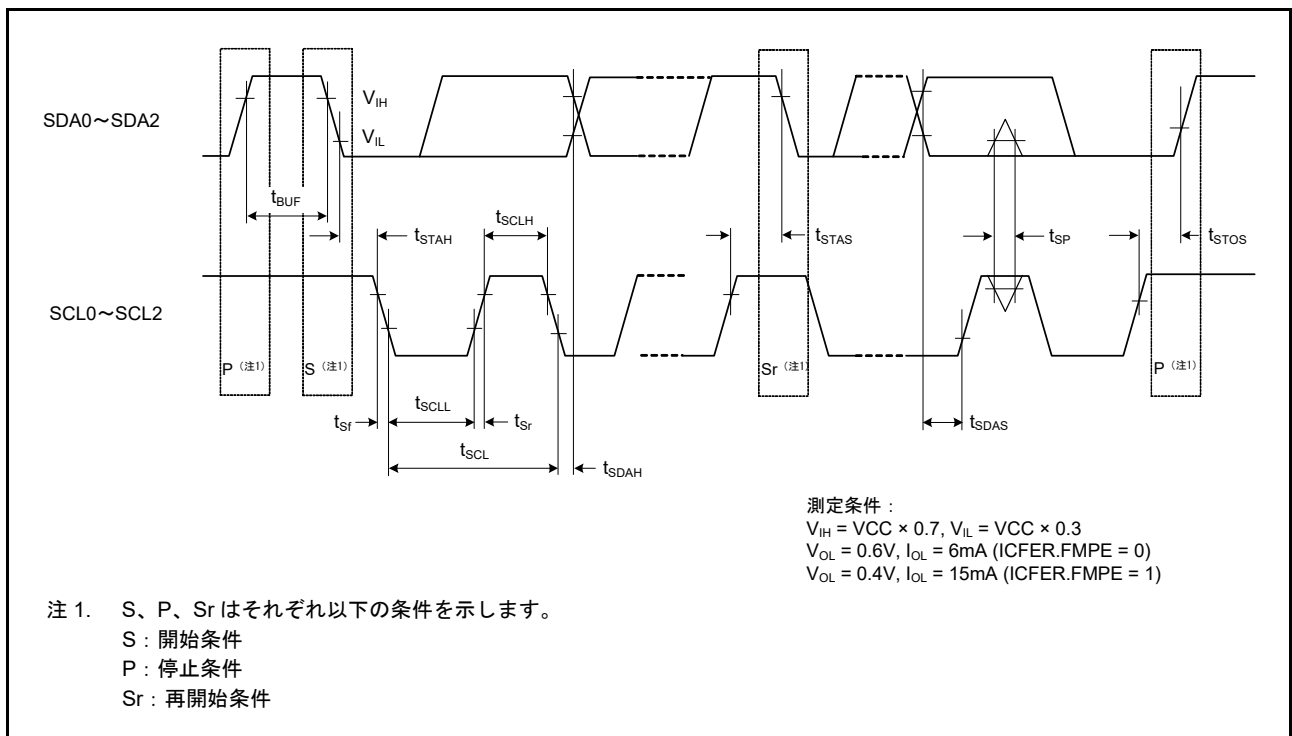 SDA0～SDA2
VIH
VIL
tBUF
tSTAH
tSCLH
tSTAS
tSP
tSTOS
SCL0～SCL2
P（注1）
S（注1）
Sr（注1）
P（注1）
tSf
tSCLL
tSr
tSCL
tSDAH
tSDAS
測定条件：
VIH = VCC × 0.7, VIL = VCC × 0.3
VOL = 0.6V, IOL = 6mA (ICFER.FMPE = 0)
VOL = 0.4V, IOL = 15mA (ICFER.FMPE = 1)
注 1. S、P、Sr はそれぞれ以下の条件を示します。
S：開始条件
P：停止条件
Sr：再開始条件